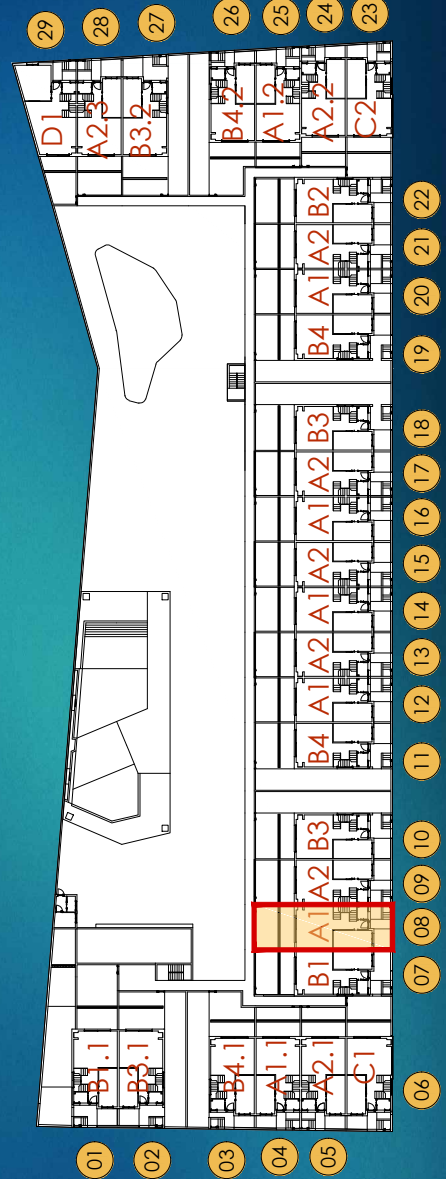 29
28
27
26
25
24
23
D1
A2.3
B3.2
B4.2
A1.2
A2.2
C2
B2
22
A2
21
A1
20
B4
19
B3
18
A2
17
A1
16
A2
15
A1
14
A2
13
A1
12
B4
11
B3
10
A2
09
A1
08
B1
07
B1.1
B3.1
B4.1
A1.1
A2.1
C1
01
02
03
04
05
06